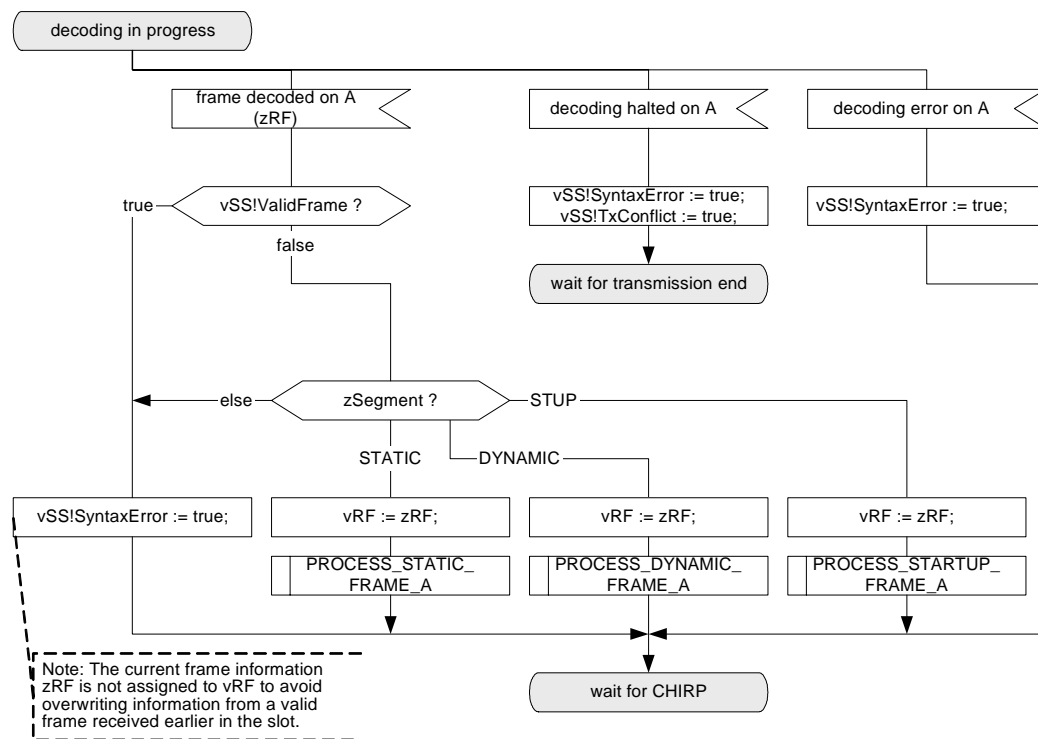 decoding in progress
frame decoded on A
(zRF)
decoding halted on A
decoding error on A
true
vSS!ValidFrame ?
vSS!SyntaxError := true;
vSS!TxConflict := true;
vSS!SyntaxError := true;
false
wait for transmission end
else
zSegment ?
STUP
STATIC
DYNAMIC
vSS!SyntaxError := true;
vRF := zRF;
vRF := zRF;
vRF := zRF;
PROCESS_STATIC_
FRAME_A
PROCESS_DYNAMIC_
FRAME_A
PROCESS_STARTUP_
FRAME_A
Note: The current frame information
zRF is not assigned to vRF to avoid
overwriting information from a valid
frame received earlier in the slot.
wait for CHIRP